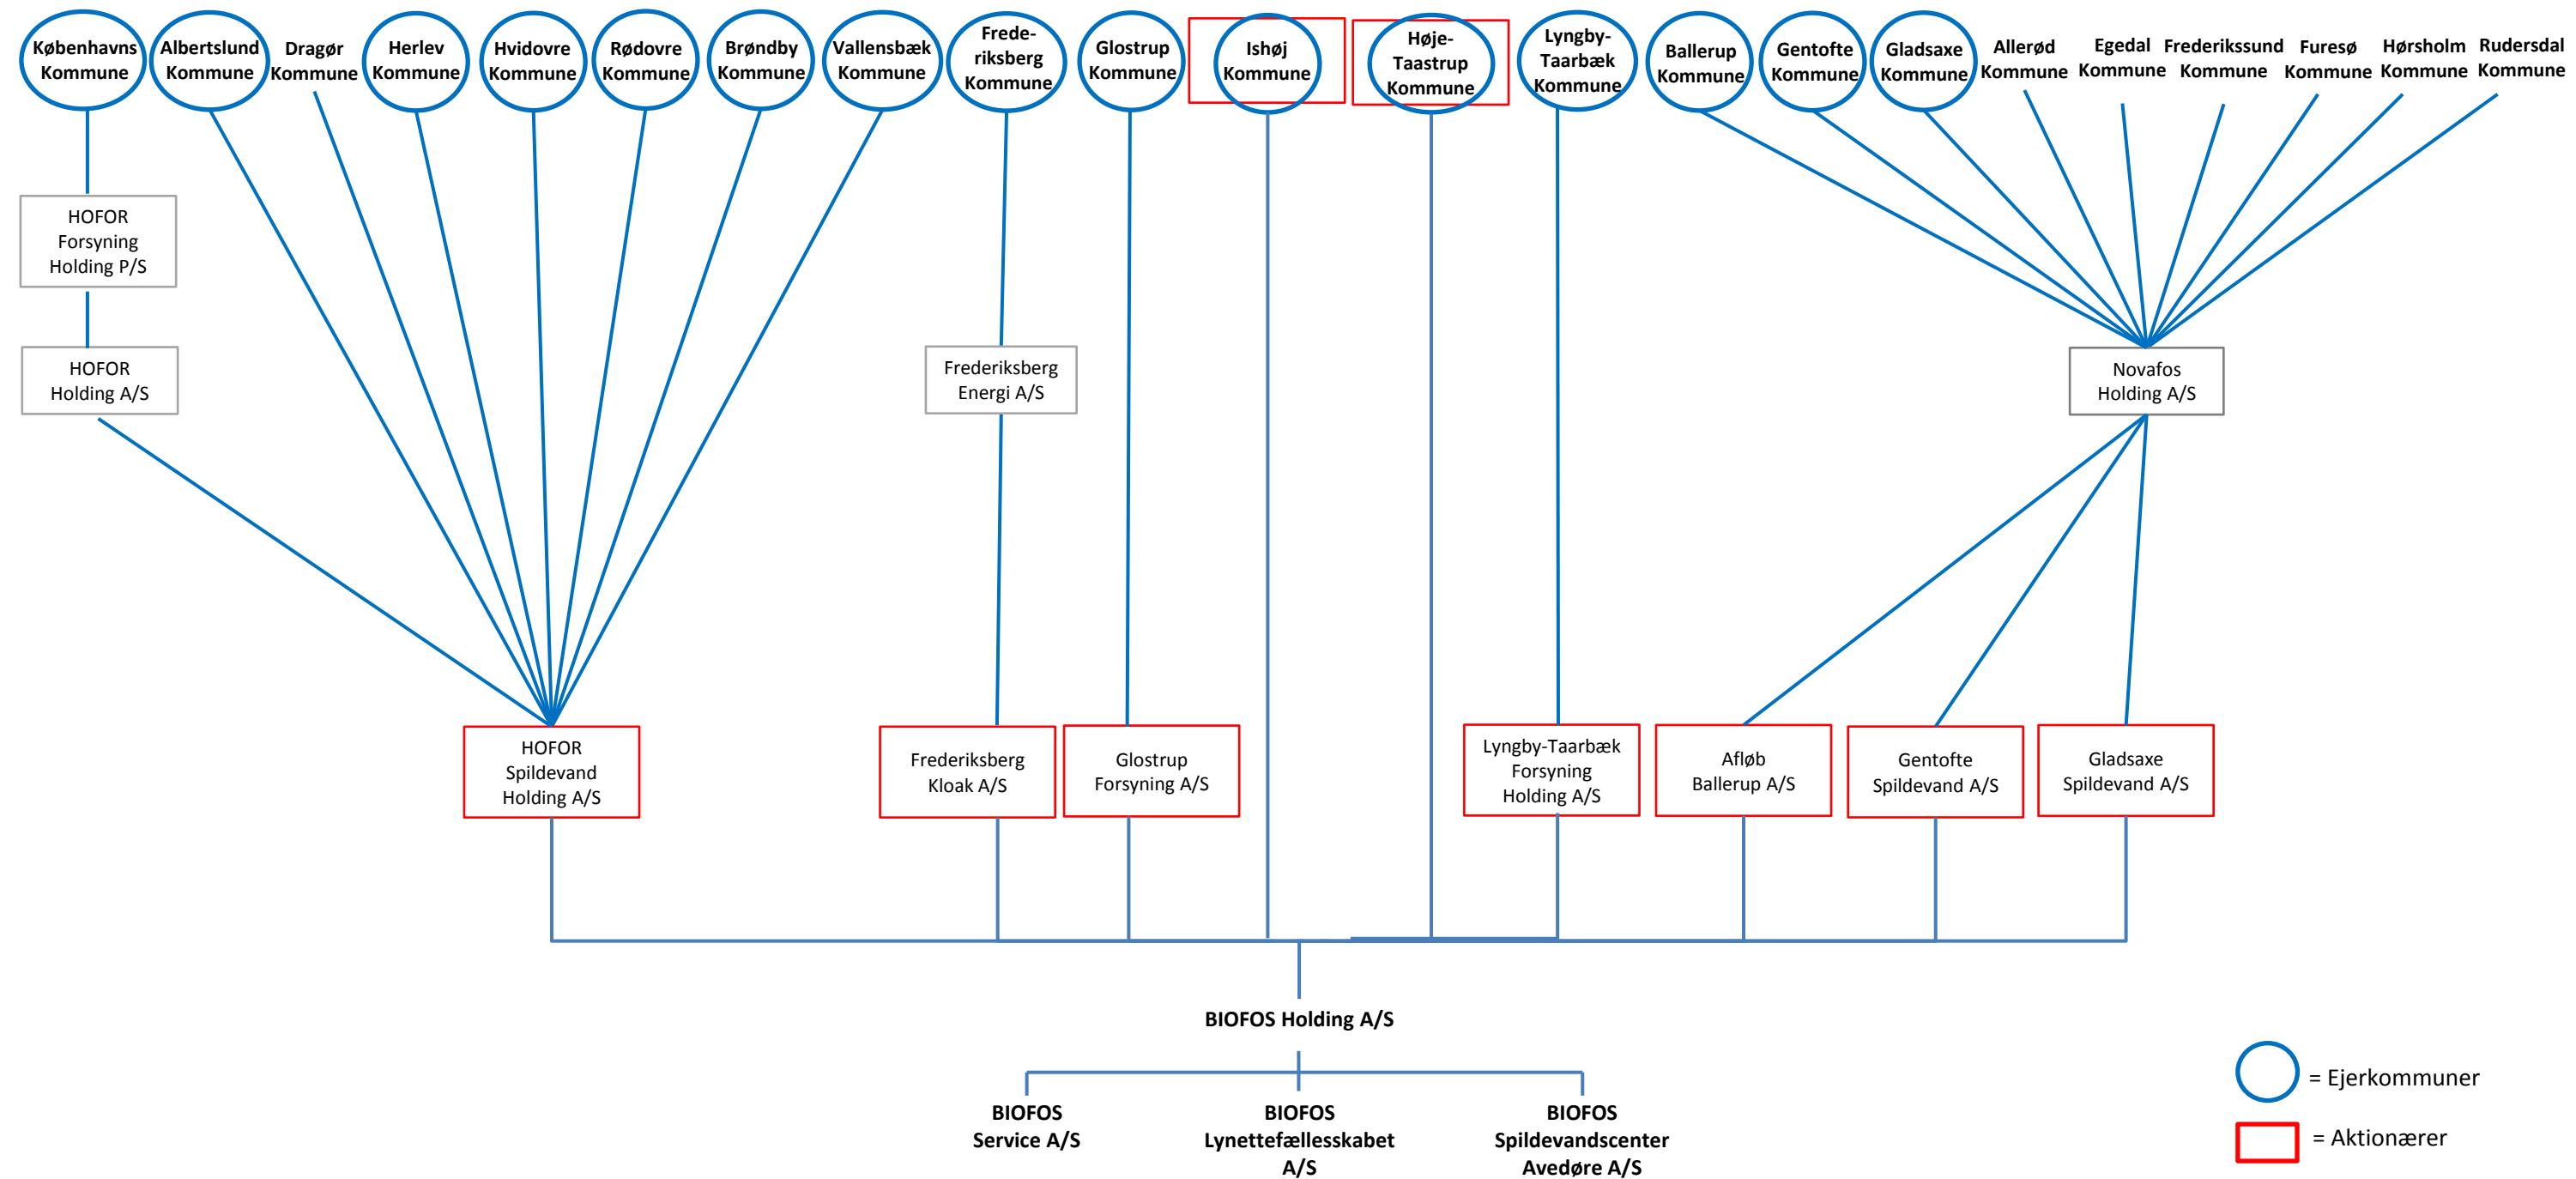 Københavns
Kommune
Albertslund
Kommune
Dragør
Kommune
Herlev
Kommune
Hvidovre
Kommune
Rødovre
Kommune
Brøndby
Kommune
Vallensbæk
Kommune
Frede-
riksberg
Kommune
Glostrup
Kommune
Ishøj
Kommune
Høje-
Taastrup
Kommune
Lyngby-
Taarbæk
Kommune
Ballerup
Kommune
Gentofte
Kommune
Gladsaxe
Kommune
Allerød
Kommune
Egedal
Kommune
Frederikssund
Kommune
Furesø
Kommune
Hørsholm
Kommune
Rudersdal
Kommune
HOFOR
Forsyning
Holding P/S
HOFOR
Holding A/S
Frederiksberg
Energi A/S
Novafos
Holding A/S
HOFOR
Spildevand
Holding A/S
Frederiksberg
Kloak A/S
Glostrup
Forsyning A/S
Lyngby-Taarbæk
Forsyning
Holding A/S
Afløb
Ballerup A/S
Gentofte
Spildevand A/S
Gladsaxe
Spildevand A/S
BIOFOS Holding A/S
BIOFOS
Service A/S
BIOFOS
Lynettefællesskabet
A/S
BIOFOS
Spildevandscenter
Avedøre A/S
= Ejerkommuner
= Aktionærer